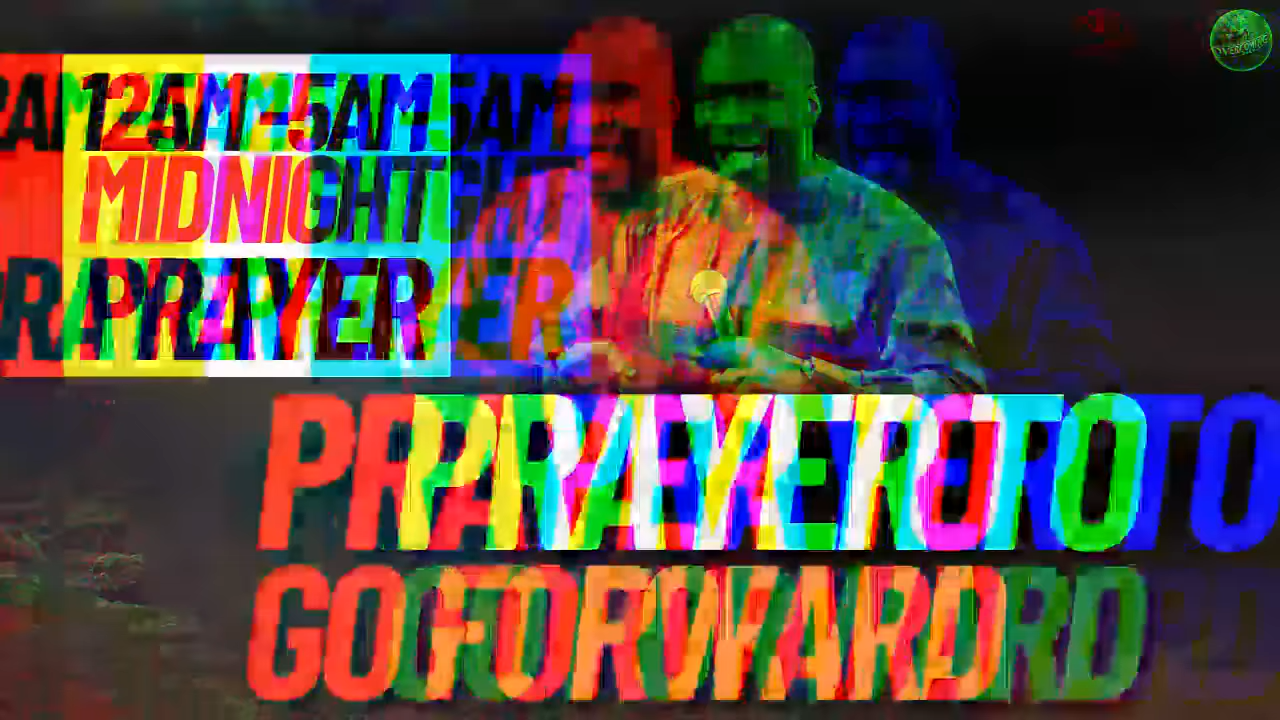 12AM-5AM
MIDNIGHT
PRAYER
PRAYER TO
GO FORWARD